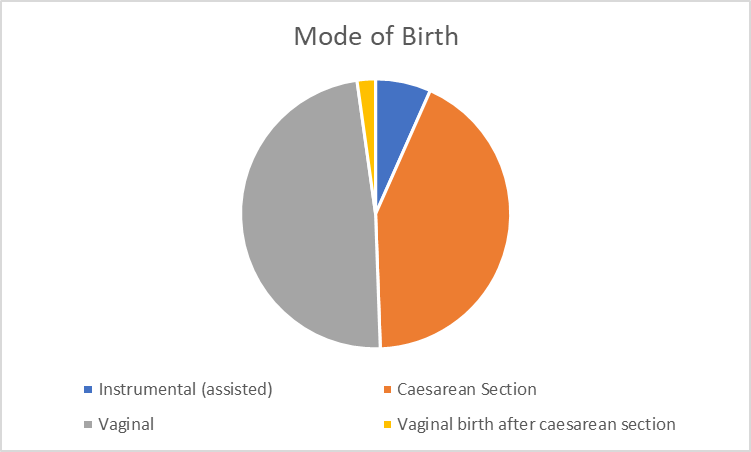 Mode of Birth
Instrumental (assisted)
Caesarean Section
Vaginal
Vaginal birth after caesarean section